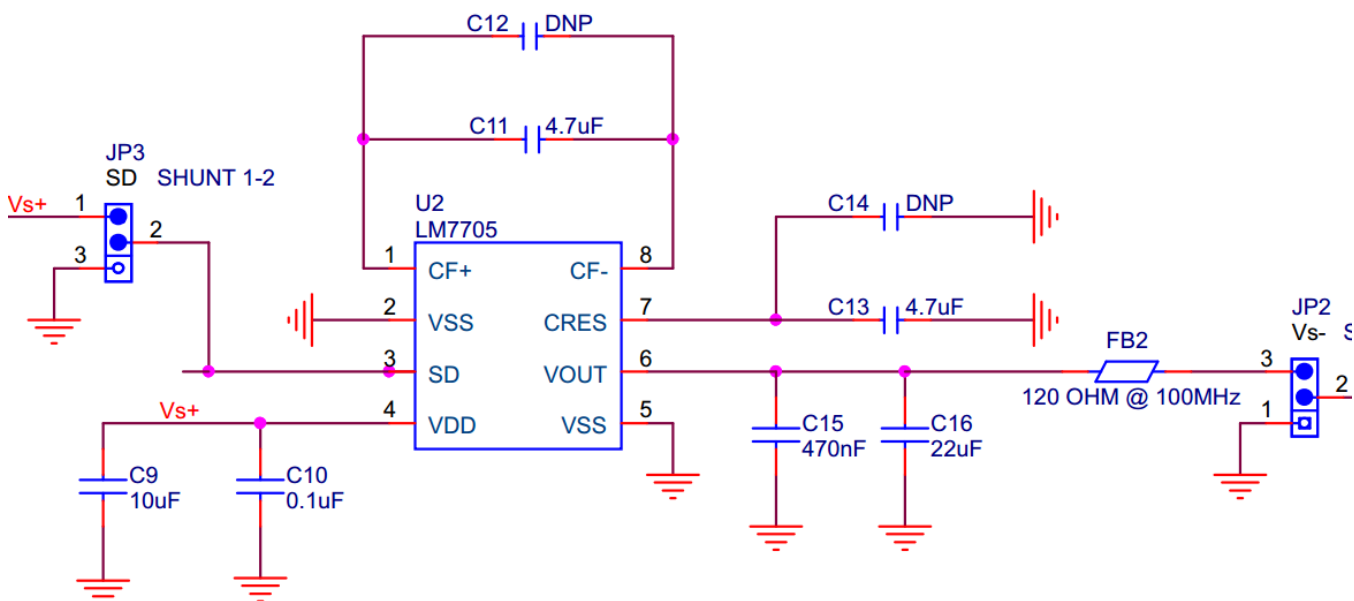 C12 DNP
C11 4.7uF
JP3
SD SHUNT 1-2
Vs+ 1
2
3
U2
LM7705
1 CF+ CF- 8
2 VSS CRES 7
3 SD VOUT 6
4 VDD VSS 5
Vs+
C9
10uF
C10
0.1uF
C14 DNP
C13 4.7uF
C15
470nF
C16
22uF
FB2
120 OHM @ 100MHz
JP2
Vs- S
3
2
1